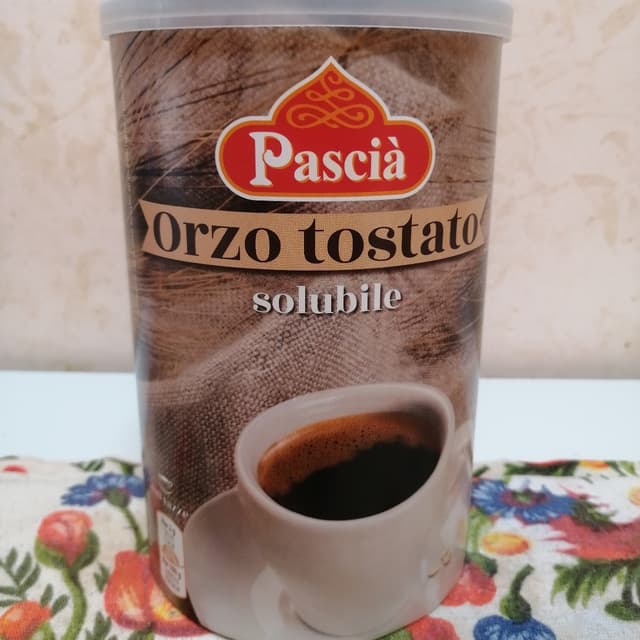 Pascià
Orzo tostato
solubile